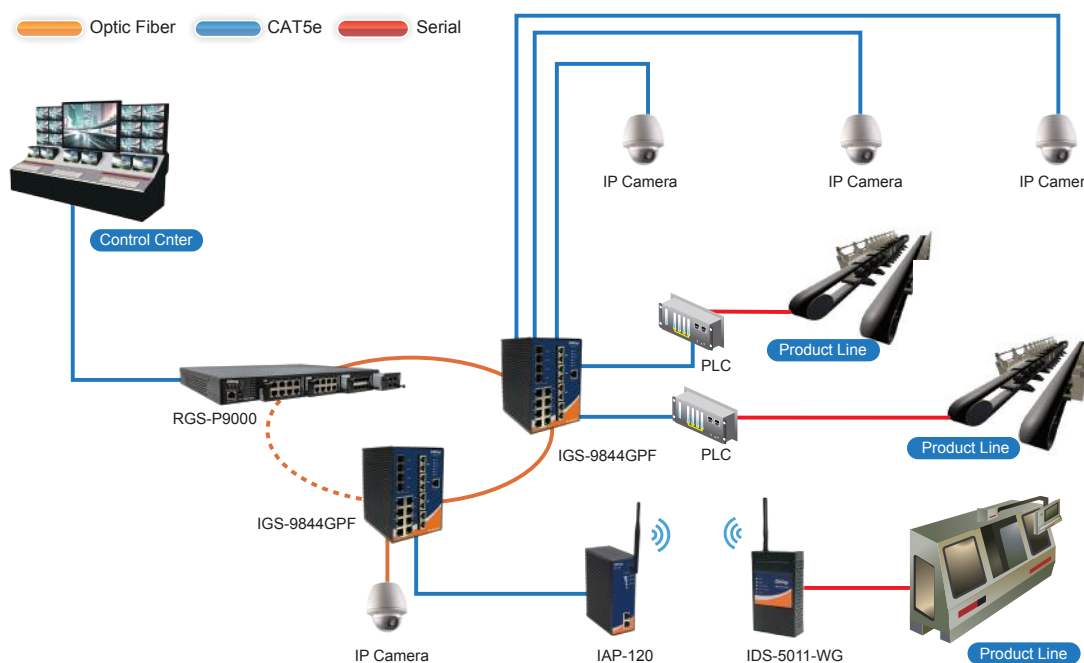 Optic Fiber
CAT5e
Serial
IP Camera
IP Camera
IP Camer
Control Cnter
PLC
Product Line
RGS-P9000
IGS-9844GPF
PLC
Product Line
IGS-9844GPF
IP Camera
IAP-120
IDS-5011-WG
Product Line